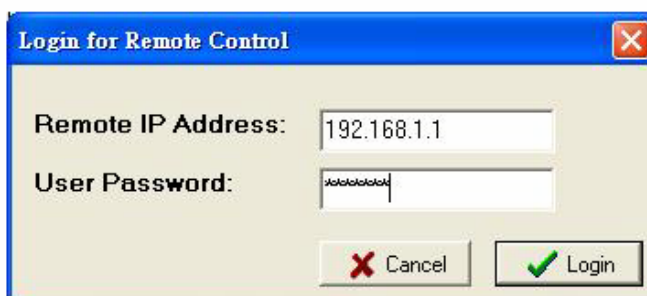 Login for Remote Control
Remote IP Address: 192.168.1.1
User Password: ********
Cancel Login